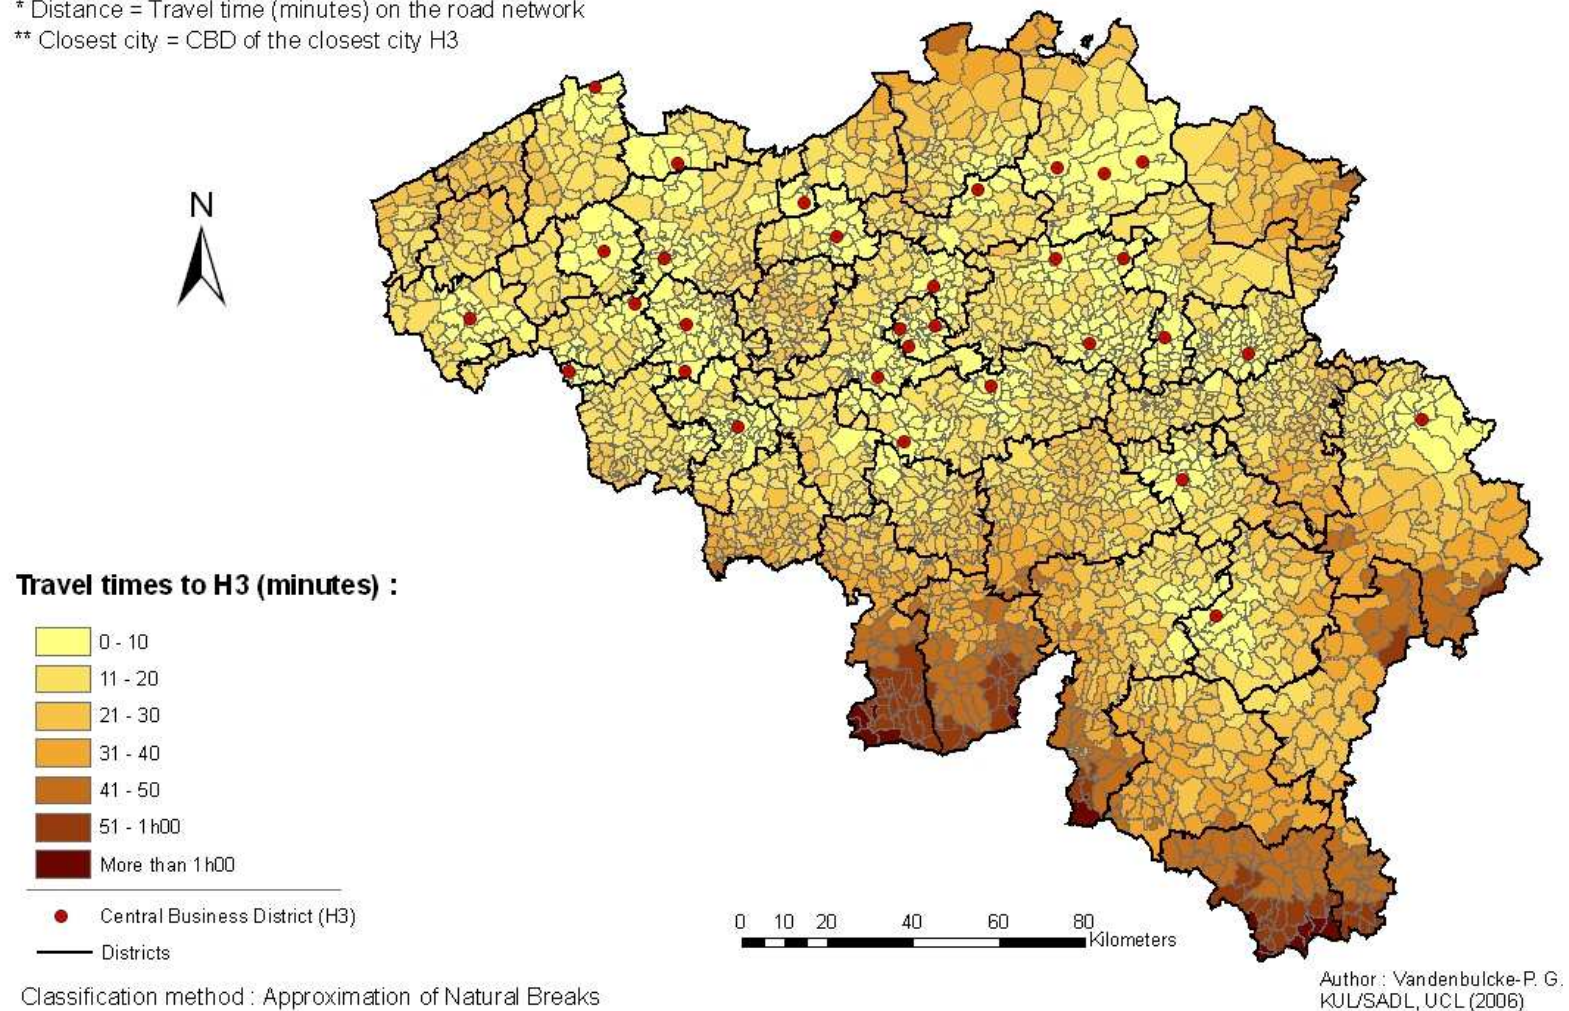 * Distance = Travel time (minutes) on the road network
** Closest city = CBD of the closest city H3
N
Travel times to H3 (minutes) :
0 - 10
11 - 20
21 - 30
31 - 40
41 - 50
51 - 1h00
More than 1h00
Central Business District (H3)
Districts
0 10 20 40 60 80
Kilometers
Classification method : Approximation of Natural Breaks
Author : Vandenbulcke-P. G.
KUL/SADL, UCL (2006)